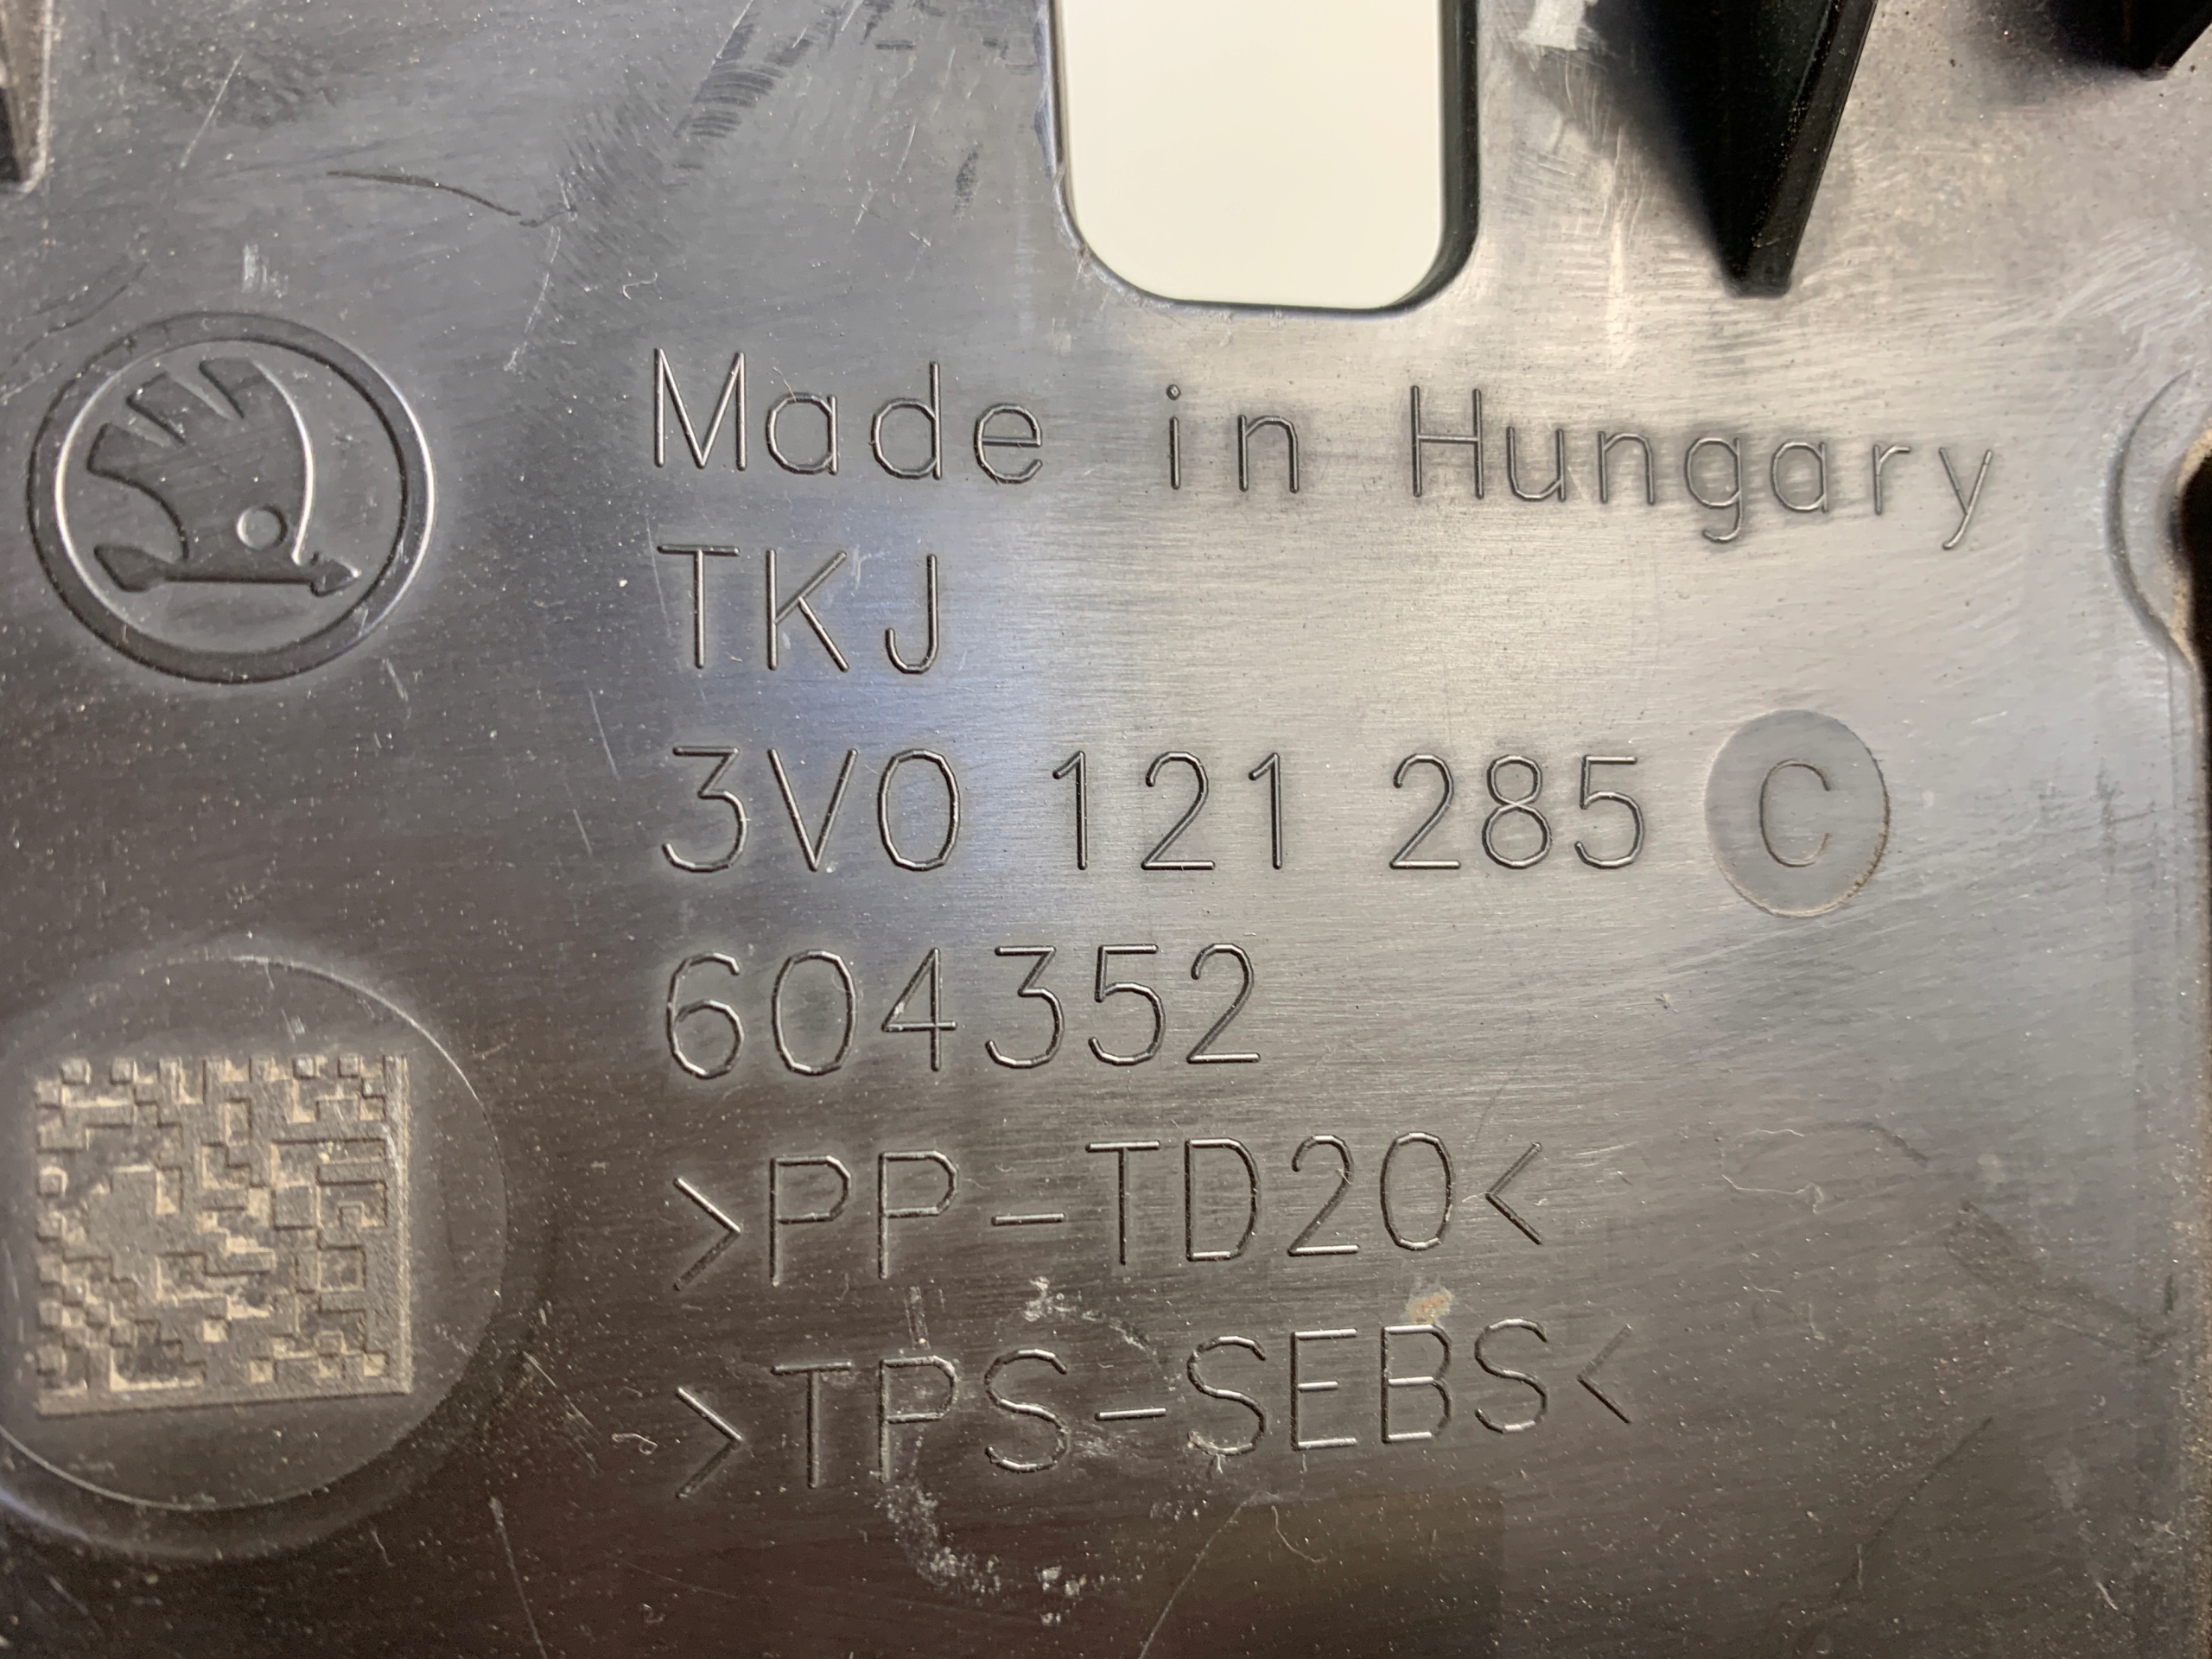 Made in Hungary
TKJ
3V0 121 285 C
604352
>PP-TD20<
>TPS-SEBS<